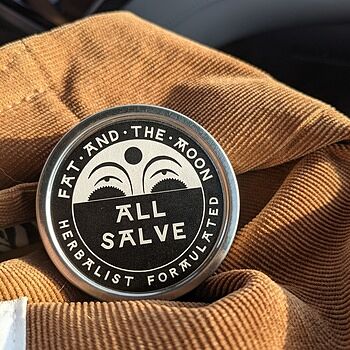 FAT · AND · THE · MOON
ALL
SALVE
HERBALIST FORMULATED